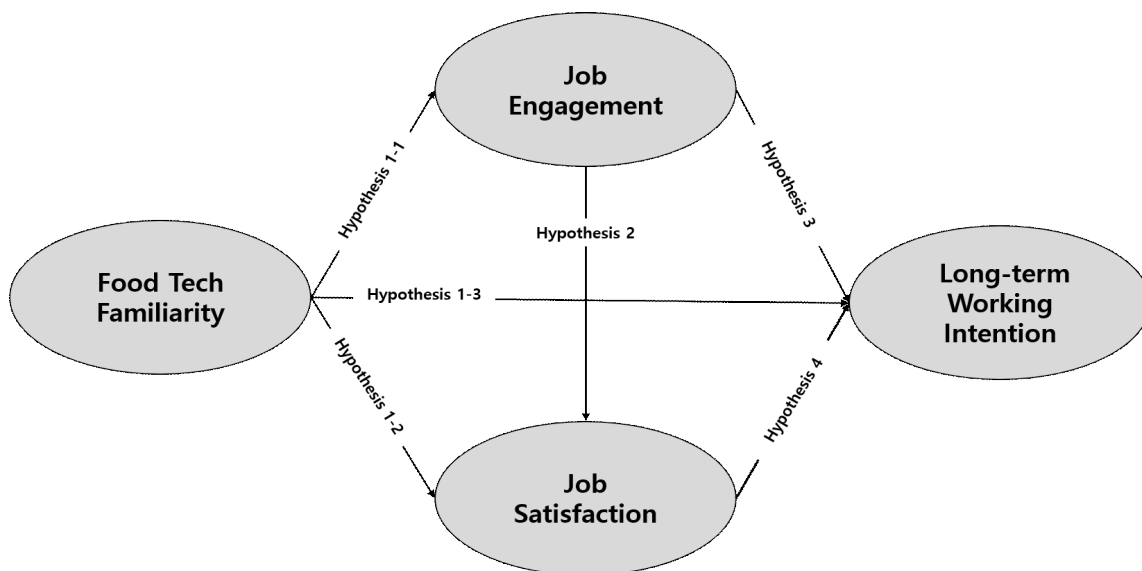 Job
Engagement
Hypothesis 1-1
Hypothesis 3
Hypothesis 2
Food Tech
Familiarity
Hypothesis 1-3
Long-term
Working
Intention
Hypothesis 1-2
Hypothesis 4
Job
Satisfaction